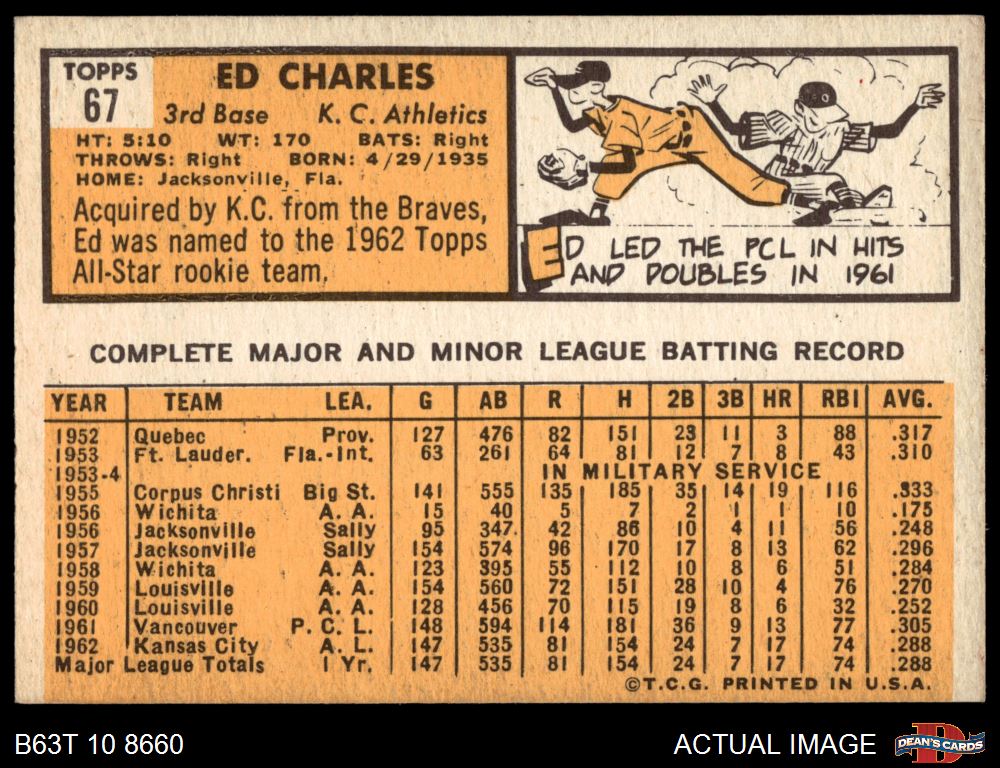 TOPPS
67
ED CHARLES
3rd Base K. C. Athletics
HT: 5:10 WT: 170 BATS: Right
THROWS: Right BORN: 4/29/1935
HOME: Jacksonville, Fla.
Acquired by K.C. from the Braves,
Ed was named to the 1962 Topps
All-Star rookie team.
ED LED THE PCL IN HITS
AND DOUBLES IN 1961
COMPLETE MAJOR AND MINOR LEAGUE BATTING RECORD
YEAR TEAM LEA. G AB R H 2B 3B HR RBI AVG.
1952 Quebec Prov. 127 476 82 151 23 11 3 88 .317
1953 Ft. Lauder. Fla.-Int. 63 261 64 81 12 7 8 43 .310
1953-4 IN MILITARY SERVICE
1955 Corpus Christi Big St. 141 555 135 185 35 14 19 116 .333
1956 Wichita A. A. 15 40 5 7 2 1 1 10 .175
1956 Jacksonville Sally 95 347 42 86 10 4 11 56 .248
1957 Jacksonville Sally 154 574 96 170 17 8 13 62 .296
1958 Wichita A. A. 123 395 55 112 10 8 6 51 .284
1959 Louisville A. A. 154 560 72 151 28 10 4 76 .270
1960 Louisville A. A. 128 456 70 115 19 8 6 32 .252
1961 Vancouver P. C. L. 148 594 114 181 36 9 13 77 .305
1962 Kansas City A. L. 147 535 81 154 24 7 17 74 .288
Major League Totals 1 Yr. 147 535 81 154 24 7 17 74 .288
©T.C.G. PRINTED IN U.S.A.
B63T 10 8660 ACTUAL IMAGE DEAN'S CARDS